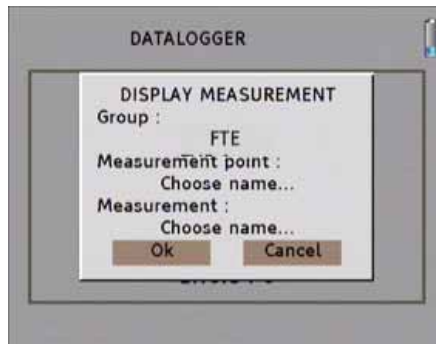 DATALOGGER
DISPLAY MEASUREMENT
Group :
FTE
Measurement point :
Choose name...
Measurement :
Choose name...
Ok Cancel